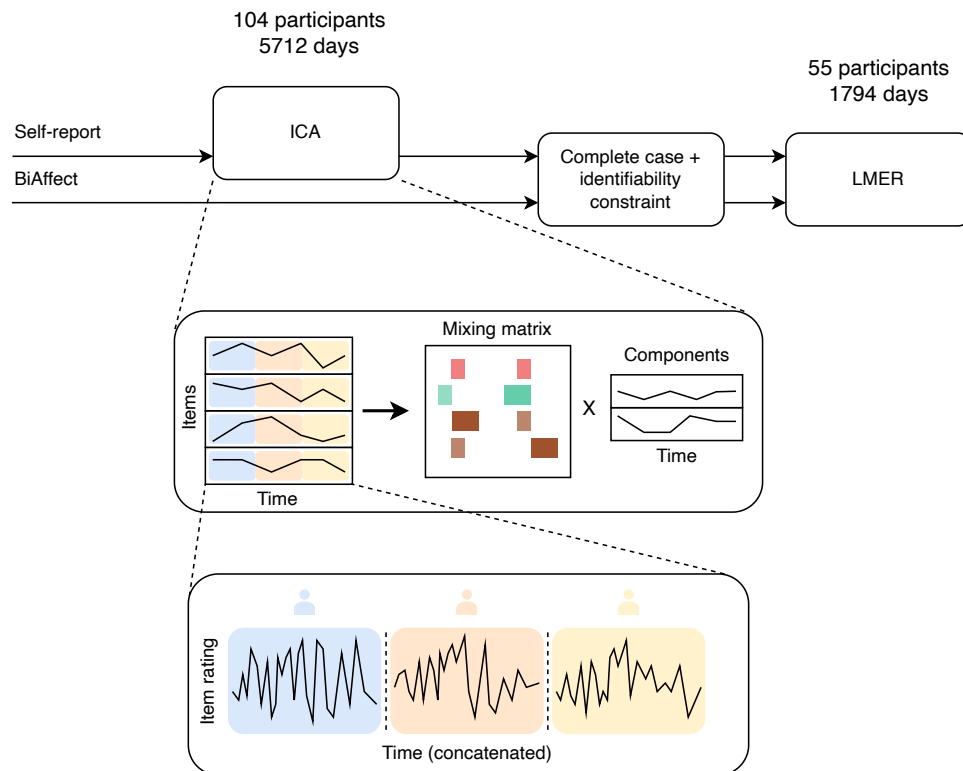 104 participants
5712 days
55 participants
1794 days
Self-report
ICA
BiAffect
Complete case +
identifiability
constraint
LMER
Mixing matrix
Components
Items
X
Time
Time
Item rating
Time (concatenated)